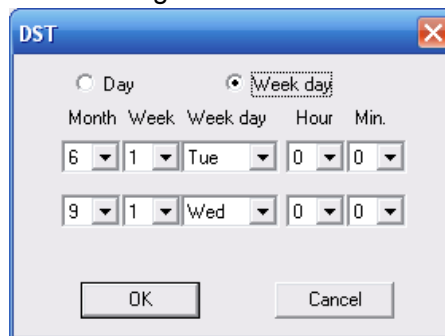 DST
Day Week day
Month Week Week day Hour Min.
6 1 Tue 0 0
9 1 Wed 0 0
OK Cancel